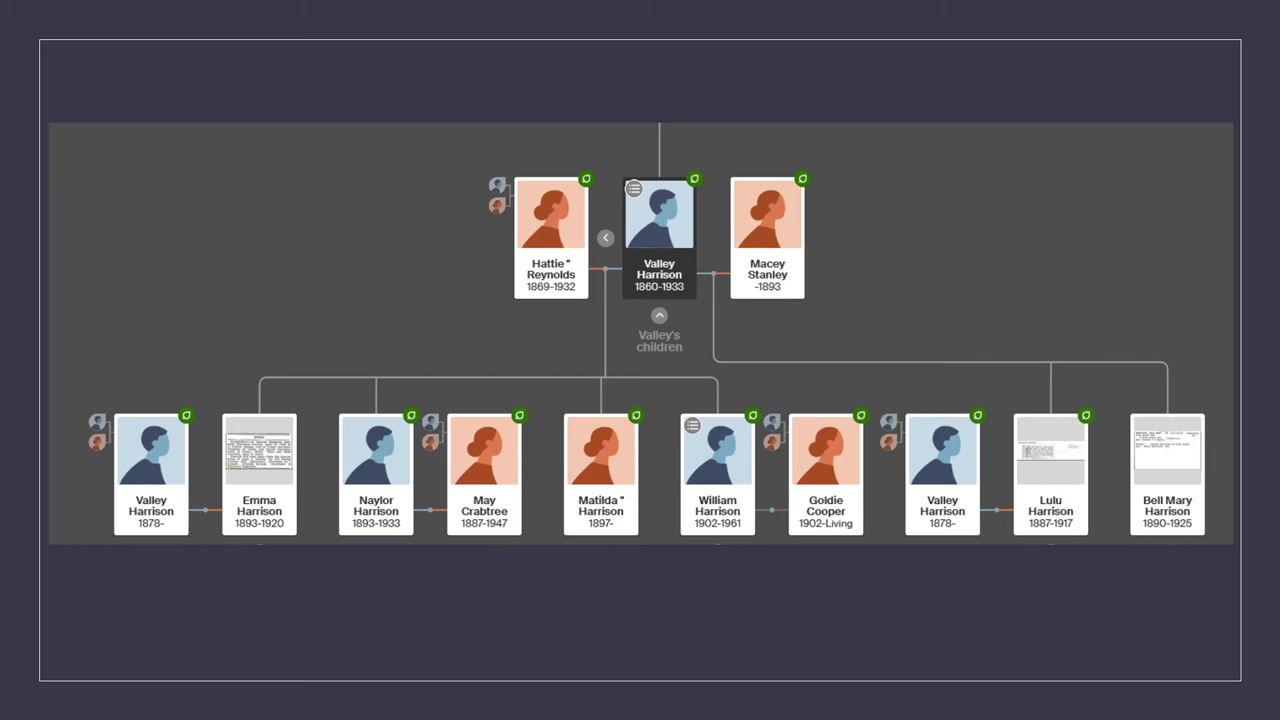 Hattie "
Reynolds
1869-1932
Valley
Harrison
1860-1933
Macey
Stanley
-1893
Valley's
children
Valley
Harrison
1878-
Emma
Harrison
1893-1920
Naylor
Harrison
1893-1933
May
Crabtree
1887-1947
Matilda "
Harrison
1897-
William
Harrison
1902-1961
Goldie
Cooper
1902-Living
Valley
Harrison
1878-
Lulu
Harrison
1887-1917
Bell Mary
Harrison
1890-1925